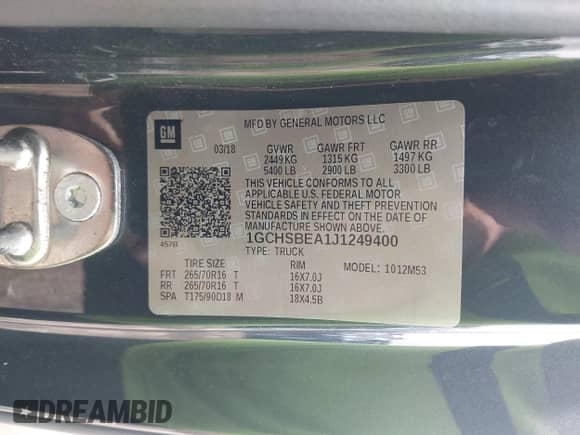 MFD BY GENERAL MOTORS LLC
GM
03/18 GVWR GAWR FRT GAWR RR
2449 KG 1315 KG 1497 KG
5400 LB 2900 LB 3300 LB
THIS VEHICLE CONFORMS TO ALL
APPLICABLE U.S. FEDERAL MOTOR
VEHICLE SAFETY AND THEFT PREVENTION
STANDARDS IN EFFECT ON THE DATE OF
MANUFACTURE SHOWN ABOVE.
1GCHSBEA1J1249400
4578
TYPE: TRUCK
TIRE SIZE RIM MODEL: 1012M53
FRT 265/70R16 T 16X7.0J
RR 265/70R16 T 16X7.0J
SPA T175/90D18 M 18X4.5B
DREAMBID